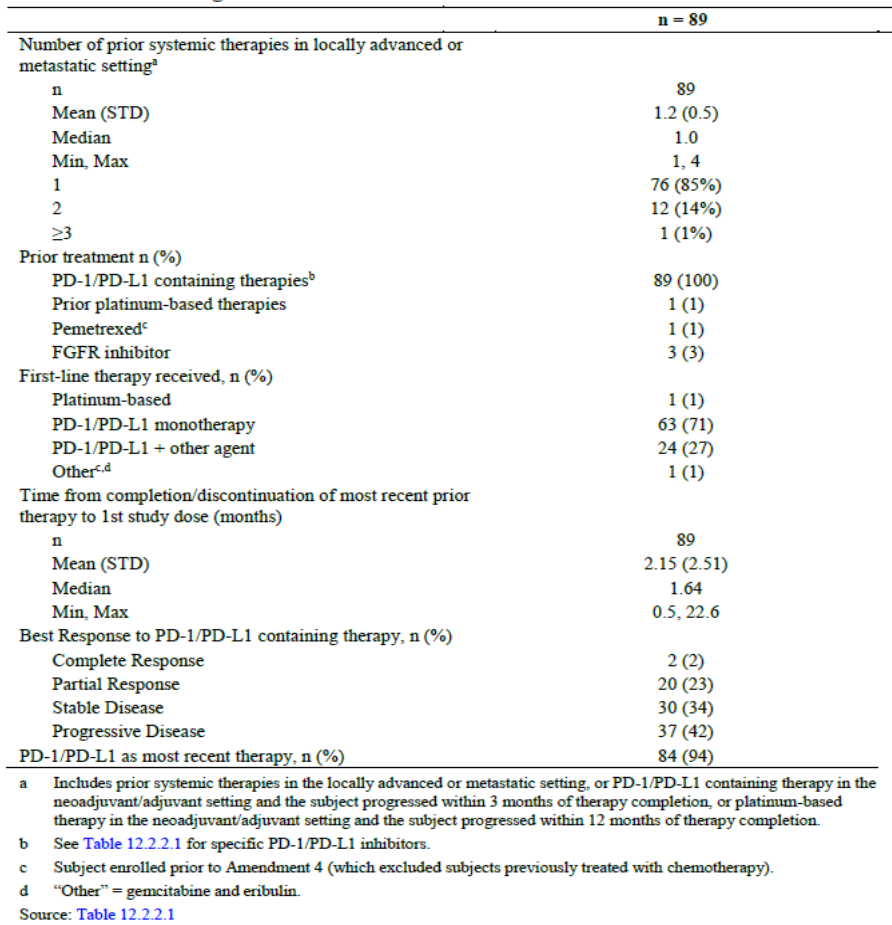 n = 89
Number of prior systemic therapies in locally advanced or
metastatic settingᵃ
n 89
Mean (STD) 1.2 (0.5)
Median 1.0
Min, Max 1, 4
1 76 (85%)
2 12 (14%)
≥3 1 (1%)
Prior treatment n (%)
PD-1/PD-L1 containing therapiesᵇ 89 (100)
Prior platinum-based therapies 1 (1)
Pemetrexedᶜ 1 (1)
FGFR inhibitor 3 (3)
First-line therapy received, n (%)
Platinum-based 1 (1)
PD-1/PD-L1 monotherapy 63 (71)
PD-1/PD-L1 + other agent 24 (27)
Otherᶜ,ᵈ 1 (1)
Time from completion/discontinuation of most recent prior
therapy to 1st study dose (months)
n 89
Mean (STD) 2.15 (2.51)
Median 1.64
Min, Max 0.5, 22.6
Best Response to PD-1/PD-L1 containing therapy, n (%)
Complete Response 2 (2)
Partial Response 20 (23)
Stable Disease 30 (34)
Progressive Disease 37 (42)
PD-1/PD-L1 as most recent therapy, n (%) 84 (94)
a Includes prior systemic therapies in the locally advanced or metastatic setting, or PD-1/PD-L1 containing therapy in the
neoadjuvant/adjuvant setting and the subject progressed within 3 months of therapy completion, or platinum-based
therapy in the neoadjuvant/adjuvant setting and the subject progressed within 12 months of therapy completion.
b See Table 12.2.2.1 for specific PD-1/PD-L1 inhibitors.
c Subject enrolled prior to Amendment 4 (which excluded subjects previously treated with chemotherapy).
d “Other” = gemcitabine and eribulin.
Source: Table 12.2.2.1